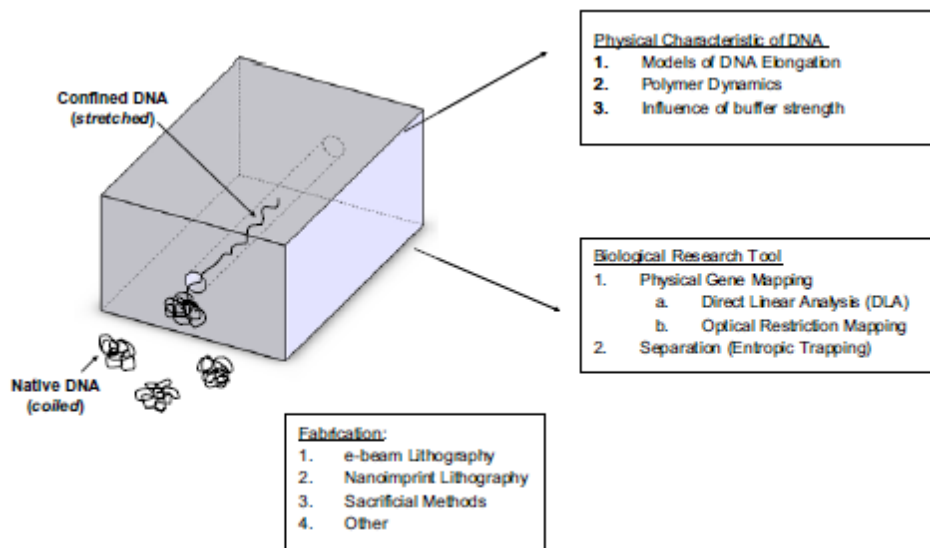 Physical Characteristic of DNA
1. Models of DNA Elongation
2. Polymer Dynamics
3. Influence of buffer strength
Confined DNA
(stretched)
Biological Research Tool
1. Physical Gene Mapping
a. Direct Linear Analysis (DLA)
b. Optical Restriction Mapping
2. Separation (Entropic Trapping)
Native DNA
(coiled)
Fabrication:
1. e-beam Lithography
2. Nanoimprint Lithography
3. Sacrificial Methods
4. Other